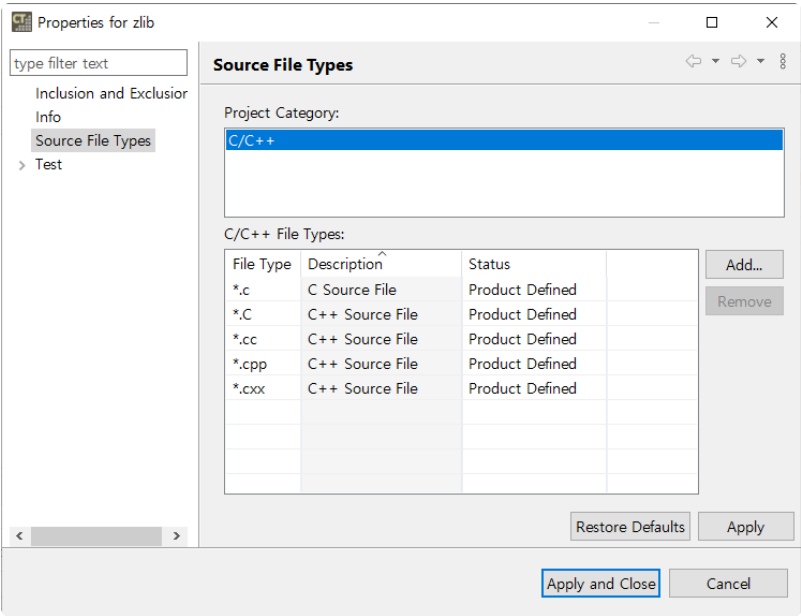 CT Properties for zlib
type filter text
Inclusion and Exclusior
Info
Source File Types
Test
Source File Types
Project Category:
C/C++
C/C++ File Types:
File Type Description Status
*.c C Source File Product Defined
*.C C++ Source File Product Defined
*.cc C++ Source File Product Defined
*.cpp C++ Source File Product Defined
*.cxx C++ Source File Product Defined
Add...
Remove
Restore Defaults Apply
Apply and Close Cancel